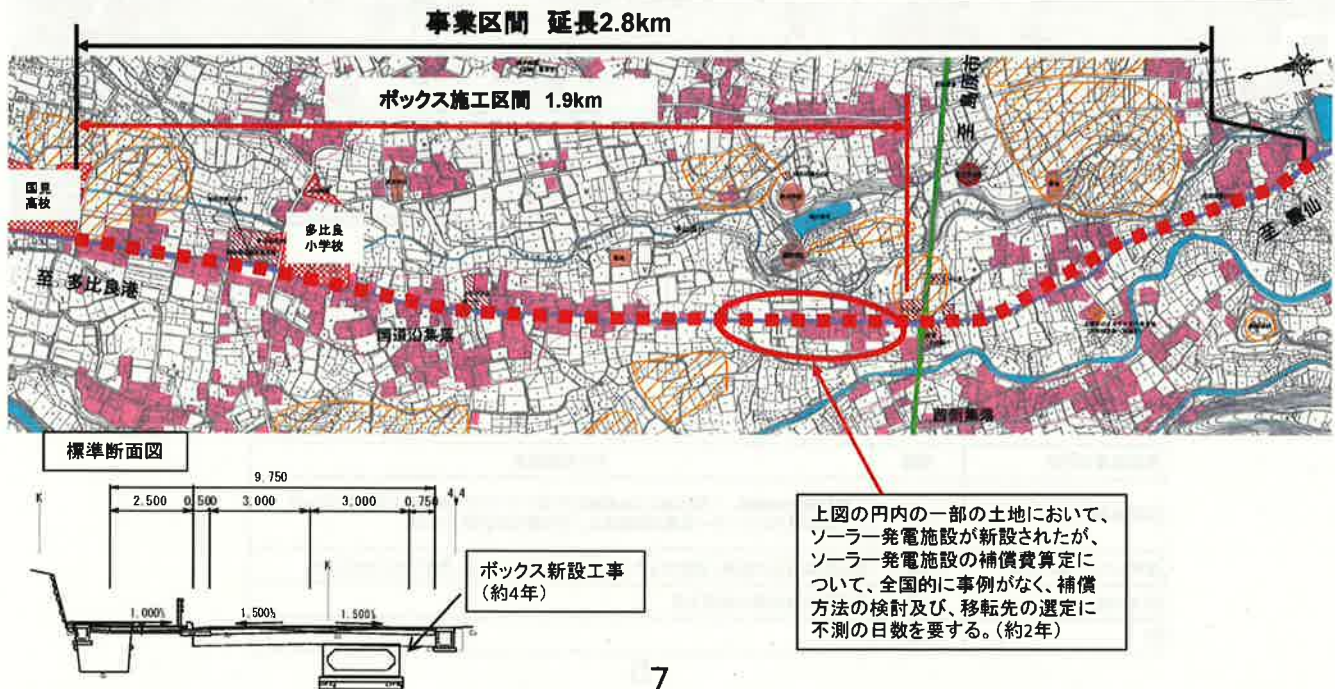 事業区間 延長2.8km
ボックス施工区間 1.9km
至 島原市
国見
高校
多比良
小学校
至 多比良港
国道沿集落
至 雲仙
標準断面図
9.750
2.500 0.500 3.000 3.000 0.750 4.4
K
K
1.000%
1.500%
1.500%
ボックス新設工事
(約4年)
上図の円内の一部の土地において、
ソーラー発電施設が新設されたが、
ソーラー発電施設の補償費算定に
ついて、全国的に事例がなく、補償
方法の検討及び、移転先の選定に
不測の日数を要する。(約2年)
7